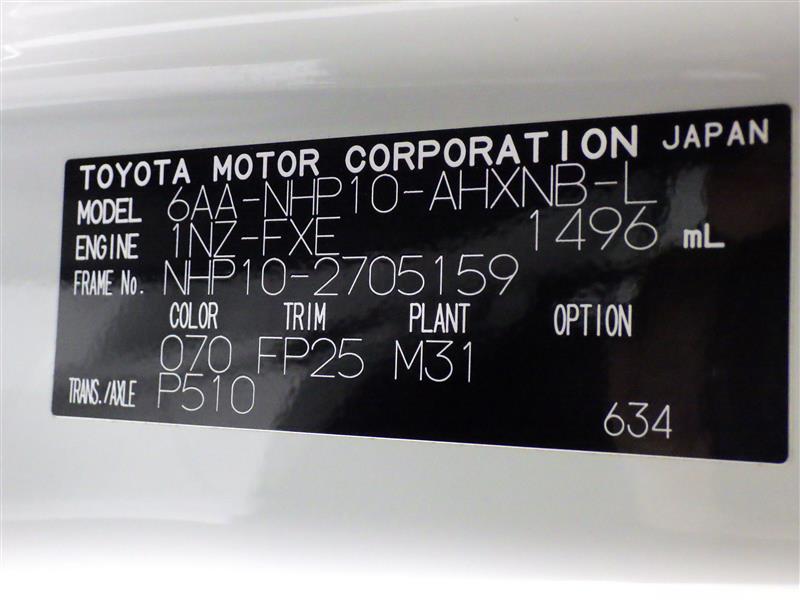 TOYOTA MOTOR CORPORATION JAPAN
MODEL 6AA-NHP10-AHXNB-L
ENGINE 1NZ-FXE 1496 mL
FRAME No. NHP10-2705159
COLOR TRIM PLANT OPTION
070 FP25 M31
TRANS./AXLE P510
634